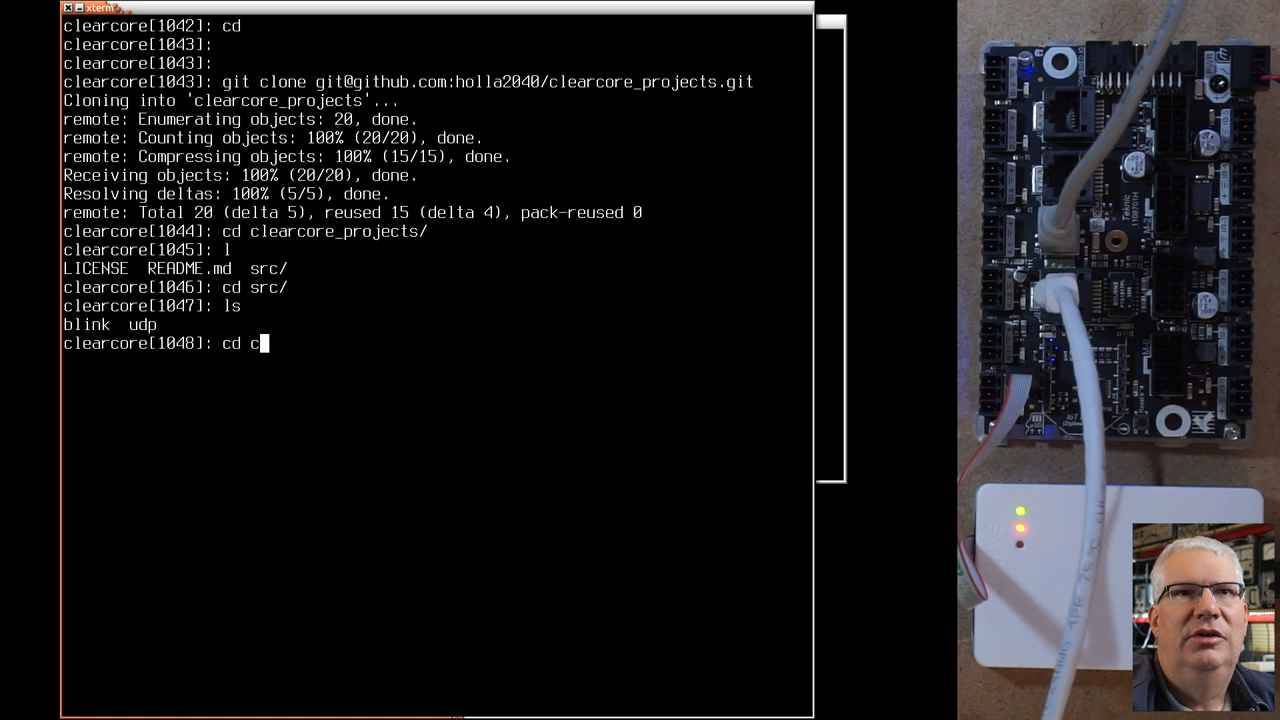 xterm
clearcore[1042]: cd
clearcore[1043]:
clearcore[1043]:
clearcore[1043]: git clone git@github.com:holla2040/clearcore_projects.git
Cloning into 'clearcore_projects'...
remote: Enumerating objects: 20, done.
remote: Counting objects: 100% (20/20), done.
remote: Compressing objects: 100% (15/15), done.
Receiving objects: 100% (20/20), done.
Resolving deltas: 100% (5/5), done.
remote: Total 20 (delta 5), reused 15 (delta 4), pack-reused 0
clearcore[1044]: cd clearcore_projects/
clearcore[1045]: l
LICENSE  README.md  src/
clearcore[1046]: cd src/
clearcore[1047]: ls
blink  udp
clearcore[1048]: cd c
Teknic
M-2
M-0